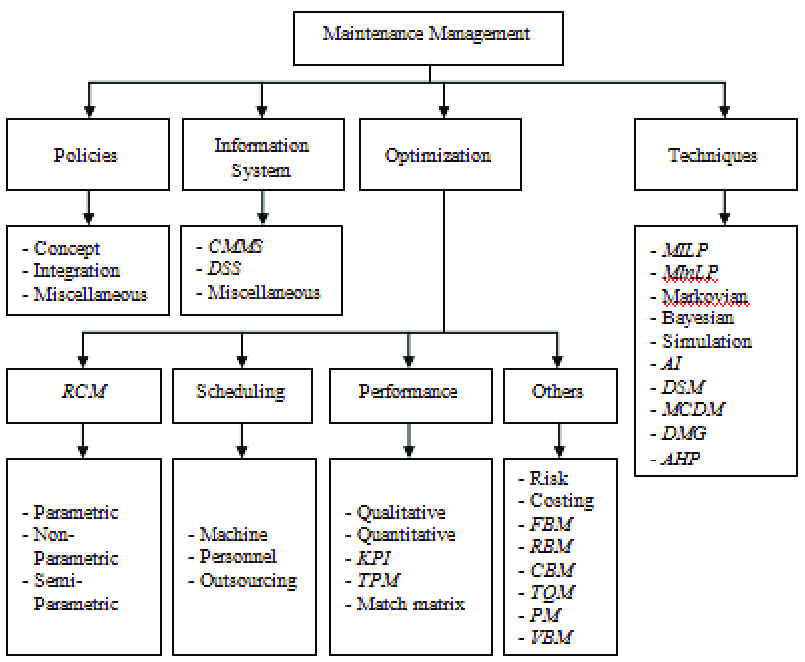 Maintenance Management
Policies
Information
System
Optimization
Techniques
- Concept
- Integration
- Miscellaneous
- CMMS
- DSS
- Miscellaneous
- MILP
- MInLP
- Markovian
- Bayesian
- Simulation
- AI
- DSM
- MCDM
- DMG
- AHP
RCM
Scheduling
Performance
Others
- Parametric
- Non-
Parametric
- Semi-
Parametric
- Machine
- Personnel
- Outsourcing
- Qualitative
- Quantitative
- KPI
- TPM
- Match matrix
- Risk
- Costing
- FBM
- RBM
- CBM
- TQM
- PM
- VBM